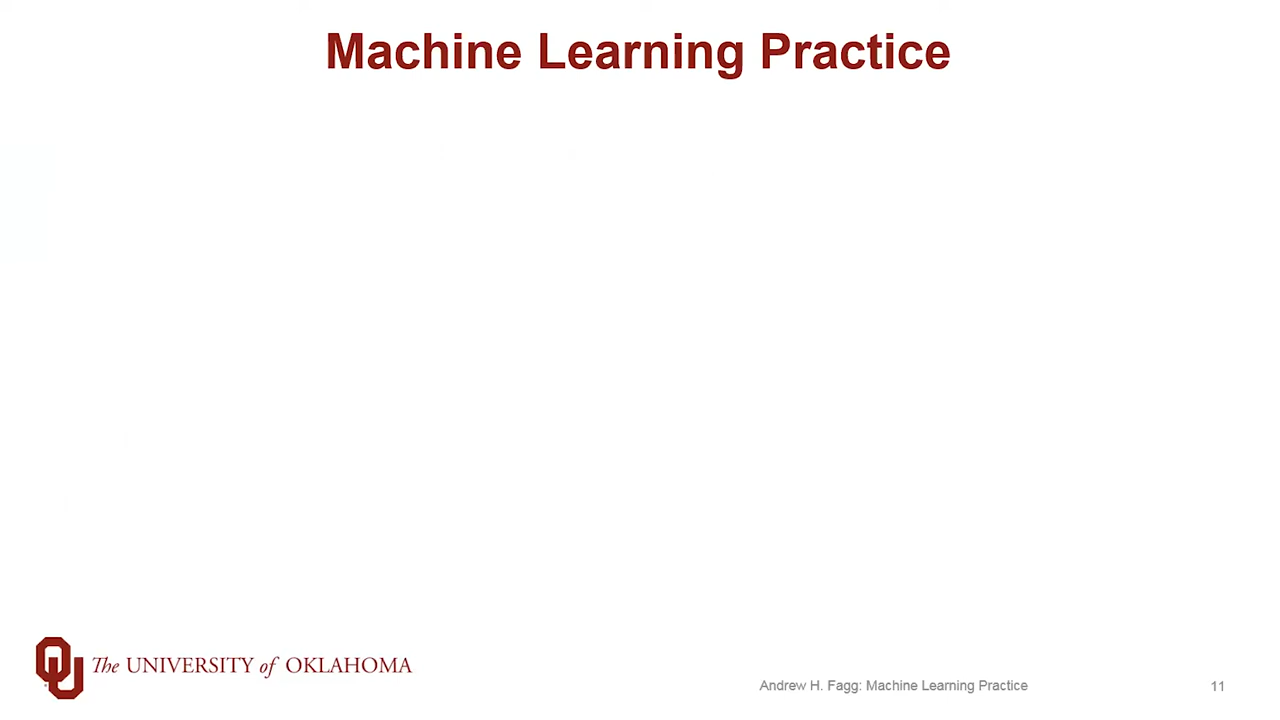 Machine Learning Practice
The UNIVERSITY of OKLAHOMA
Andrew H. Fagg: Machine Learning Practice
11